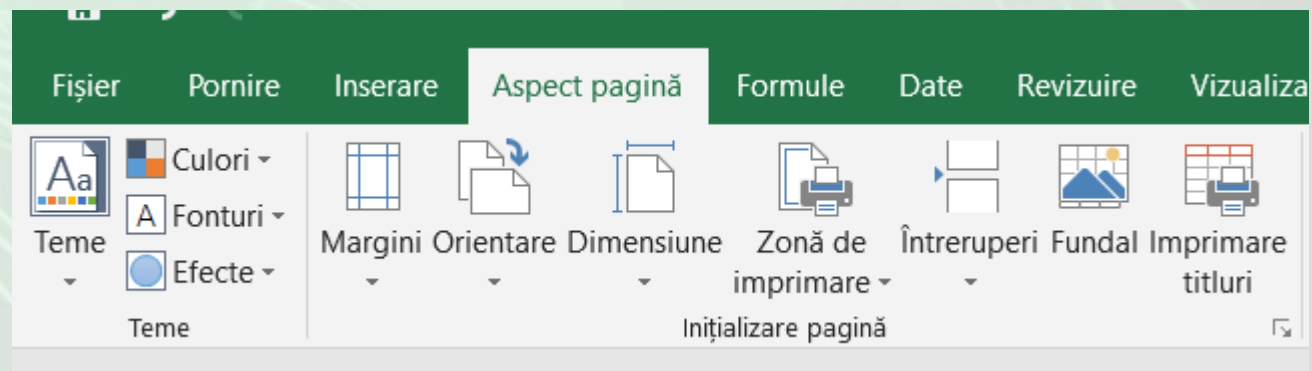 Fișier Pornire Inserare Aspect pagină Formule Date Revizuire Vizualiza
Aa
Culori
A Fonturi
Efecte
Teme
Margini Orientare Dimensiune Zonă de imprimare Întreruperi Fundal Imprimare titluri
Teme Inițializare pagină